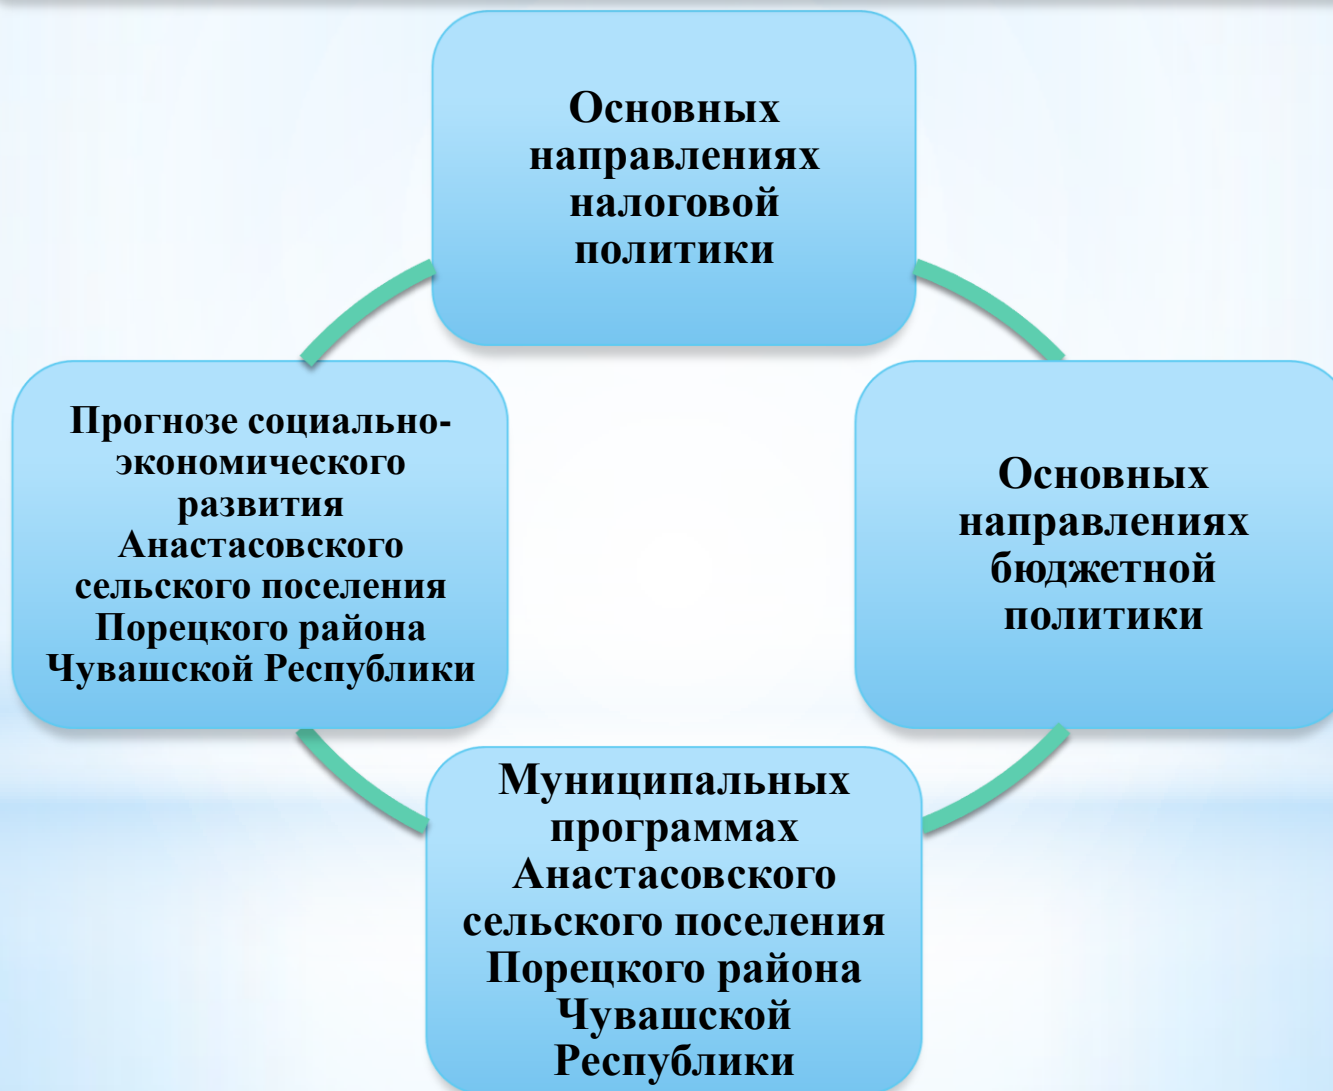 Основных
направлениях
налоговой
политики
Прогнозе социально-
экономического
развития
Анастасовского
сельского поселения
Порецкого района
Чувашской Республики
Основных
направлениях
бюджетной
политики
Муниципальных
программах
Анастасовского
сельского поселения
Порецкого района
Чувашской
Республики